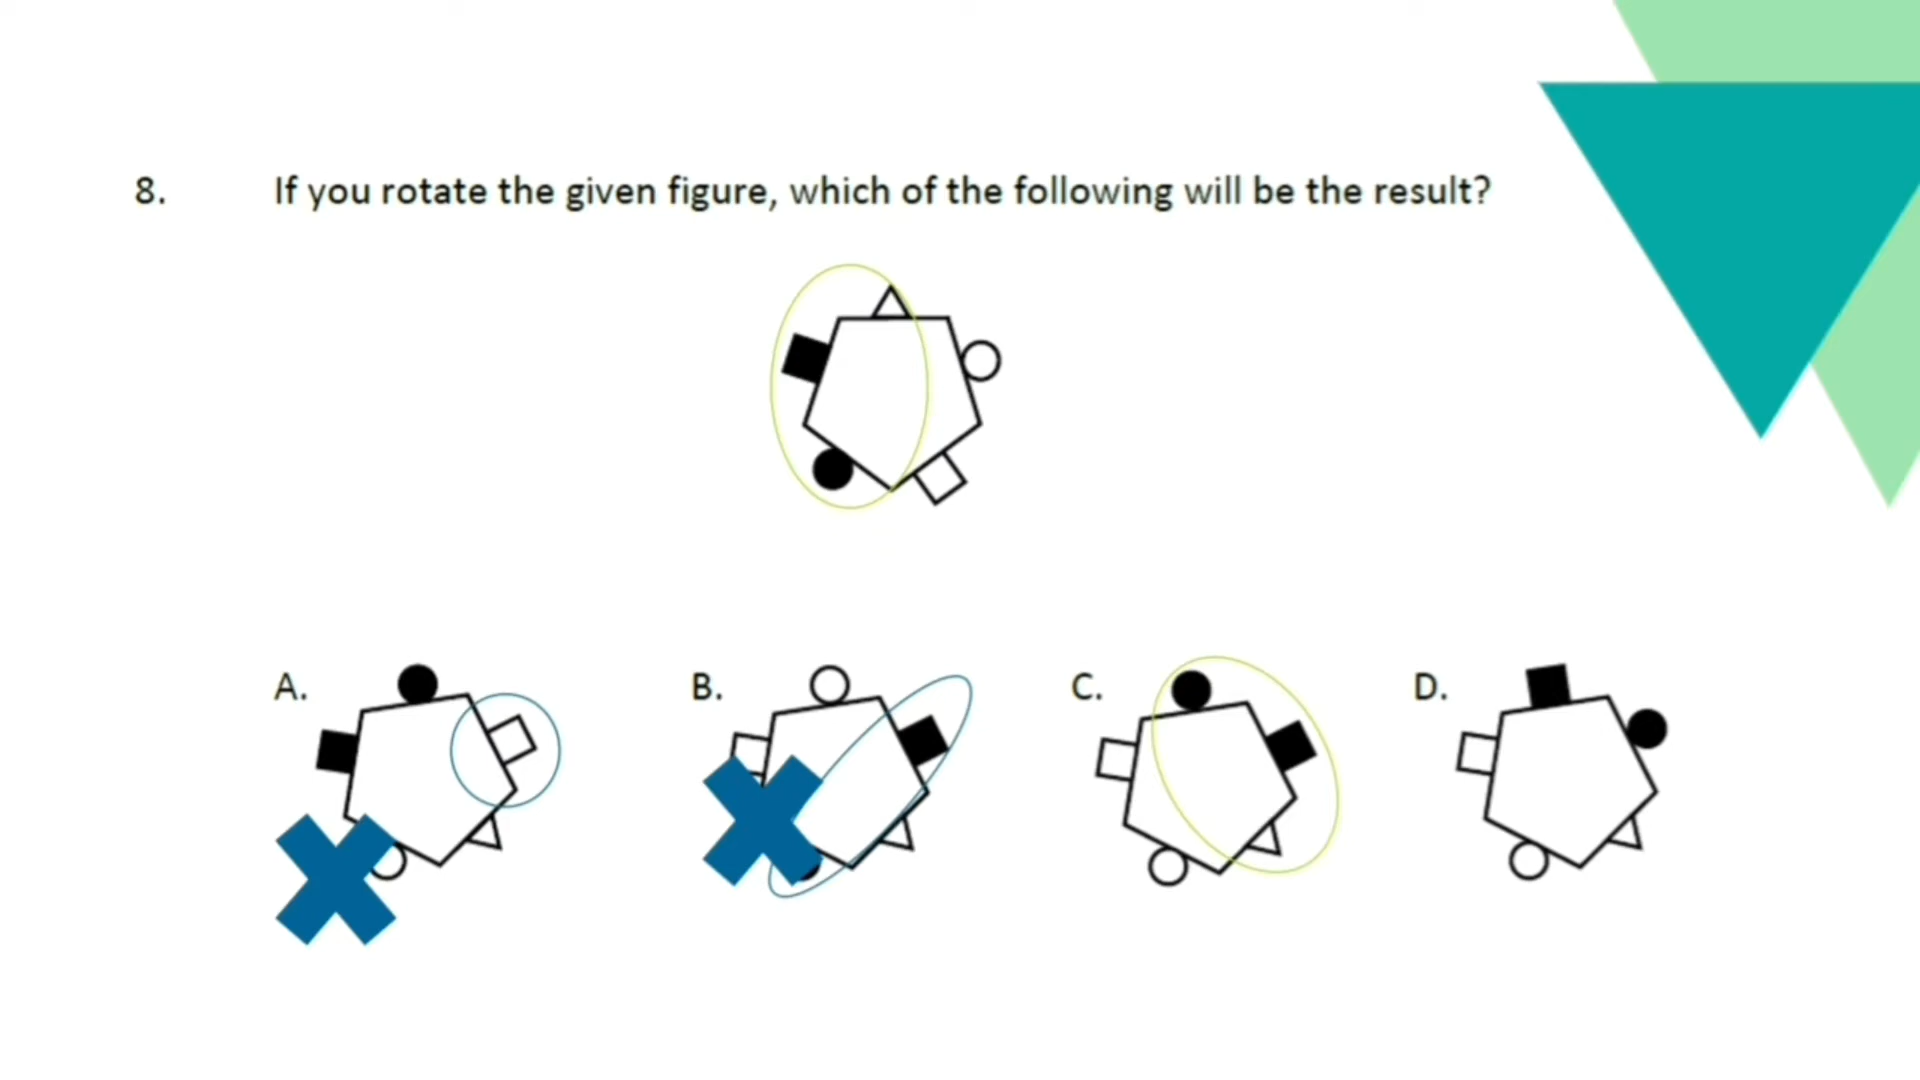 8. If you rotate the given figure, which of the following will be the result?
A. B. C. D.